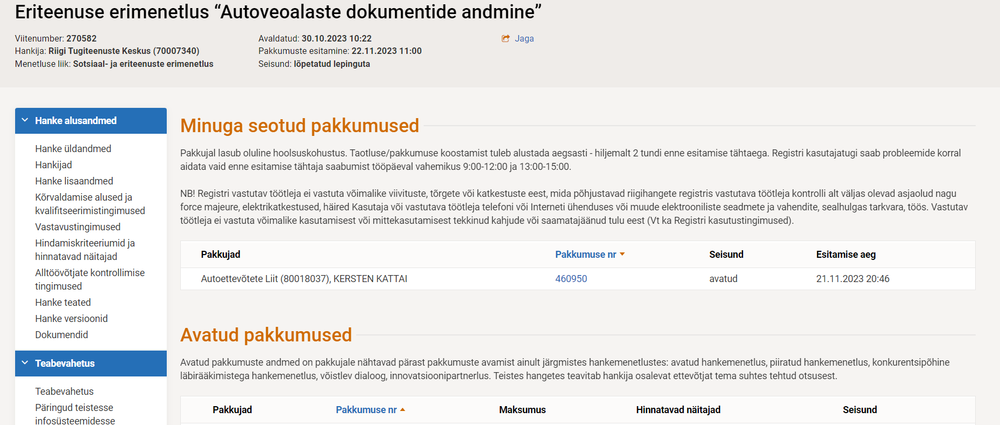 Eriteenuse erimenetlus “Autoveoalaste dokumentide andmine”
Viitenumber: 270582
Hankija: Riigi Tugiteenuste Keskus (70007340)
Menetluse liik: Sotsiaal- ja eriteenuste erimenetlus
Avaldatud: 30.10.2023 10:22
Pakkumuste esitamine: 22.11.2023 11:00
Seisund: lõpetatud lepinguta
Jaga
Hanke alusandmed
Hanke üldandmed
Hankijad
Hanke lisaandmed
Kõrvaldamise alused ja
kvalifitseerimistingimused
Vastavustingimused
Hindamiskriteeriumid ja
hinnatavad näitajad
Alltöövõtjate kontrollimise
tingimused
Hanke teated
Hanke versioonid
Dokumendid
Teabevahetus
Teabevahetus
Päringud teistesse
infosüsteemidesse
Minuga seotud pakkumused
Pakkujal lasub oluline hoolsuskohustus. Taotluse/pakkumuse koostamist tuleb alustada aegsasti - hiljemalt 2 tundi enne esitamise tähtaega. Registri kasutajatugi saab probleemide korral
aidata vaid enne esitamise tähtaja saabumist tööpäeval vahemikus 9:00-12:00 ja 13:00-15:00.
NB! Registri vastutav töötleja ei vastuta võimalike viivituste, tõrgete või katkestuste eest, mida põhjustavad riigihangete registris vastutava töötleja kontrolli alt väljas olevad asjaolud nagu
force majeure, elektrikatkestused, häired Kasutaja või vastutava töötleja telefoni või Interneti ühenduses või muude elektrooniliste seadmete ja vahendite, sealhulgas tarkvara, töös. Vastutav
töötleja ei vastuta võimalike kasutamisest või mittekasutamisest tekkinud kahjude või saamatajäänud tulu eest (Vt ka Registri kasutustingimused).
Pakkujad Pakkumuse nr Seisund Esitamise aeg
Autoettevõtete Liit (80018037), KERSTEN KATTAI 460950 avatud 21.11.2023 20:46
Avatud pakkumused
Avatud pakkumuste andmed on pakkujale nähtavad pärast pakkumuste avamist ainult järgmistes hankemenetlustes: avatud hankemenetlus, piiratud hankemenetlus, konkurentsipõhine
läbirääkimistega hankemenetlus, võistlev dialoog, innovatsioonipartnerlus. Teistes hangetes teavitab hankija osalevat ettevõtjat tema suhtes tehtud otsusest.
Pakkujad Pakkumuse nr Maksumus Hinnatavad näitajad Seisund